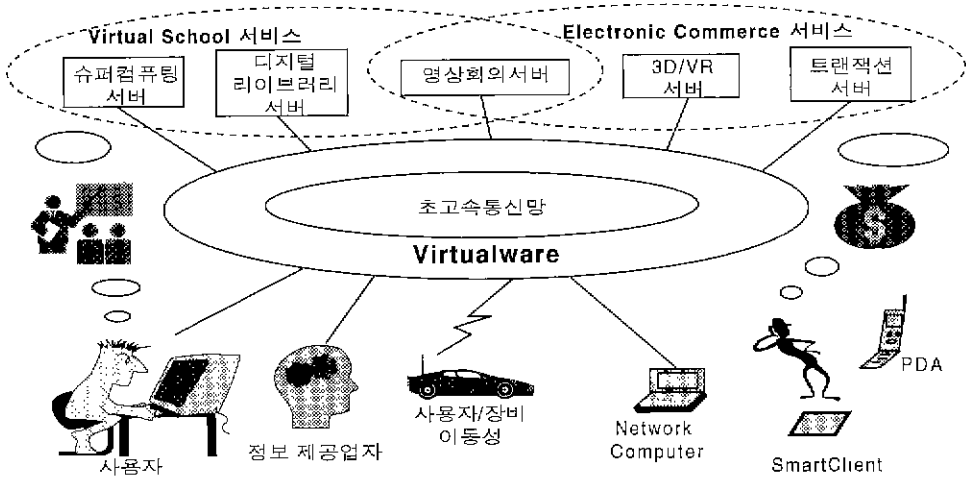 Virtual School 서비스
Electronic Commerce 서비스
슈퍼컴퓨팅
서버
디지털
리이브러리
서버
영상회의서버
3D/VR
서버
트랜잭션
서버
초고속통신망
Virtualware
사용자
정보 제공업자
사용자/장비
이동성
Network
Computer
PDA
SmartClient
$